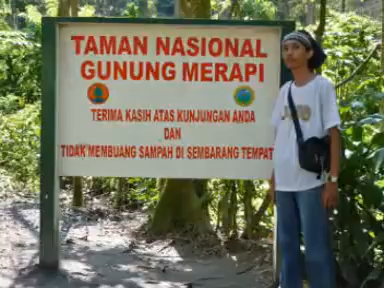 TAMAN NASIONAL
GUNUNG MERAPI
TERIMA KASIH ATAS KUNJUNGAN ANDA
DAN
TIDAK MEMBUANG SAMPAH DI SEMBARANG TEMPAT